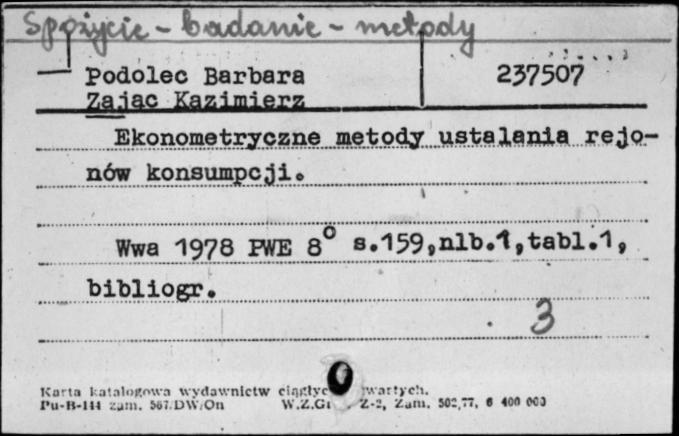 Spożycie - badanie - metody
Podolec Barbara 237507
Zając Kazimierz
Ekonometryczne metody ustalania rejo-
nów konsumpcji.
Wwa 1978 PWE 8° s.159,nlb.1,tabl.1,
bibliogr.
3
Karta katalogowa wydawnictw
Pu-B-144 zam. 567/DW/On W.Z.Gr Z-2, Zam. 502,77, 6 400 000